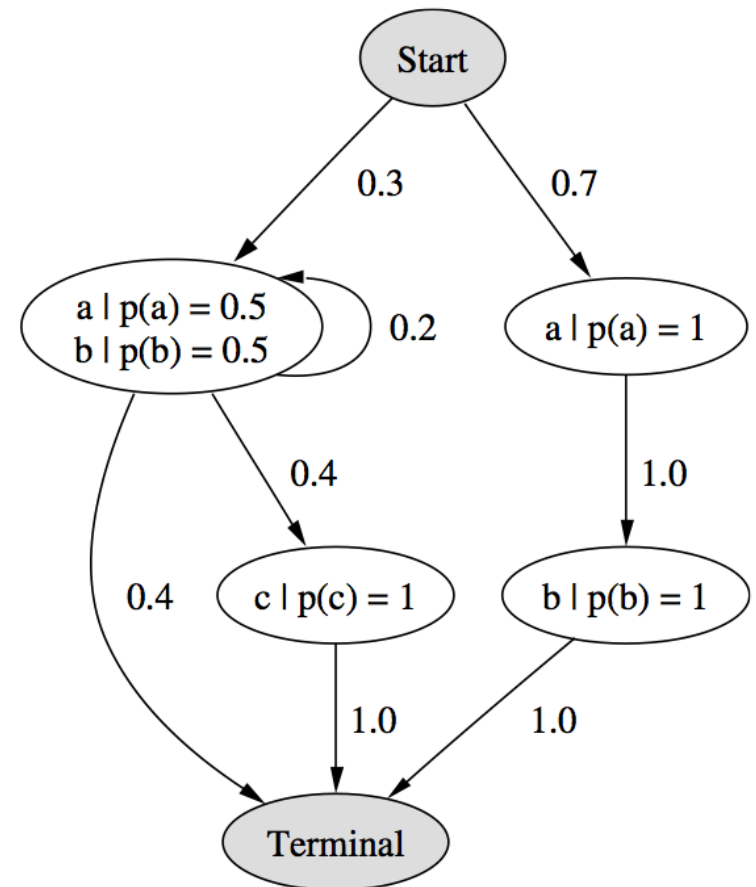 Start
0.3
0.7
a | p(a) = 0.5
b | p(b) = 0.5
0.2
a | p(a) = 1
0.4
1.0
0.4
c | p(c) = 1
b | p(b) = 1
1.0
1.0
Terminal